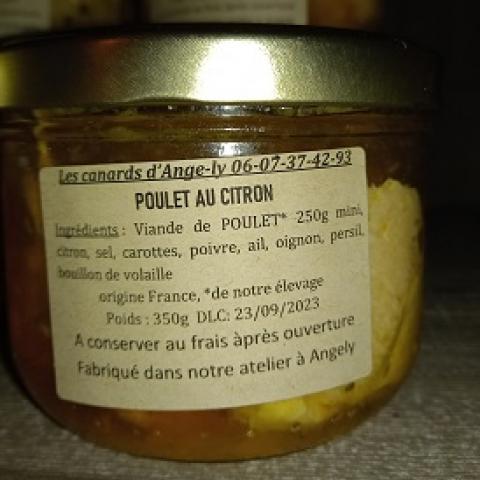 Les canards d'Ange-ly 06-07-37-42-93
POULET AU CITRON
Ingrédients : Viande de POULET* 250g mini,
citron, sel, carottes, poivre, ail, oignon, persil,
bouillon de volaille
origine France, *de notre élevage
Poids : 350g DLC: 23/09/2023
A conserver au frais àprès ouverture
Fabriqué dans notre atelier à Angely